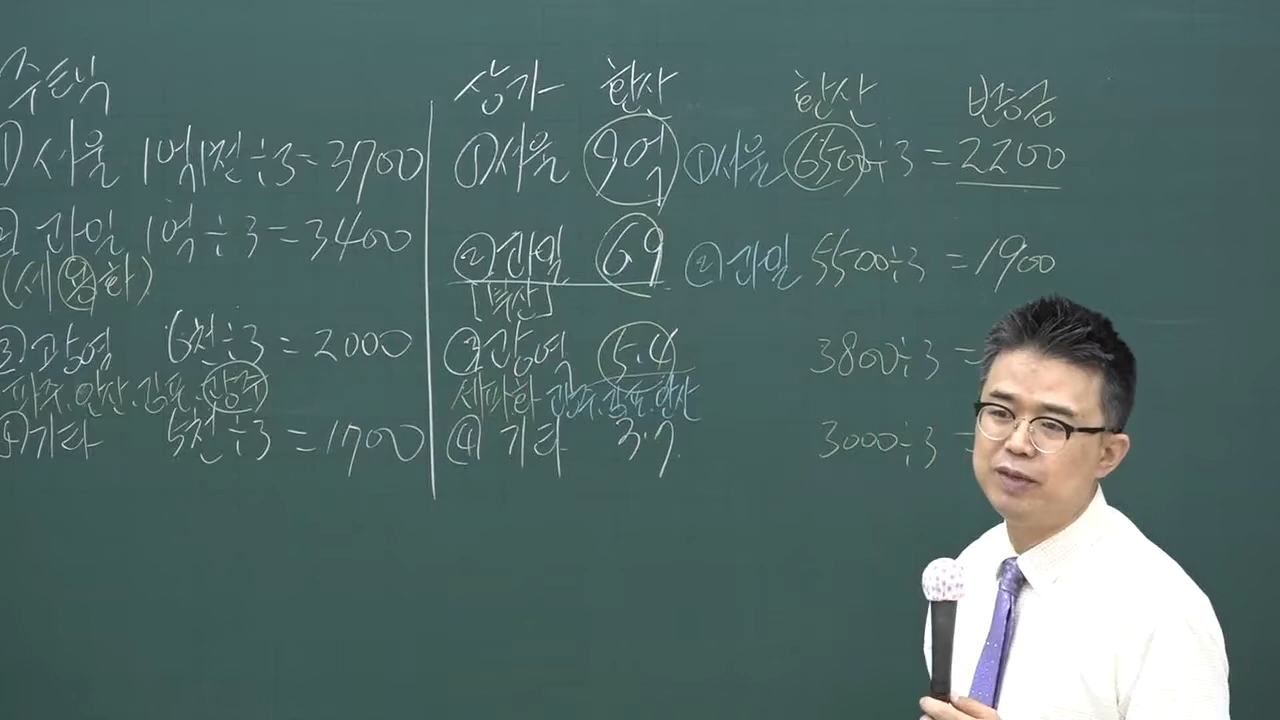 주택
①서울 1억1천÷3=3700
②과밀 1억÷3=3400
(세용화)
③광역 6천÷3=2000
파주.안산.김포.광주
④기타 5천÷3=1700
상가 환산
①서울 9억
②과밀 6.9
[부산]
③광역 5.4
세파화 광주.김포.안산
④기타 3.7
환산 변증금
①서울 6500÷3=2200
②과밀 5500÷3=1900
3800÷3=
3000÷3=